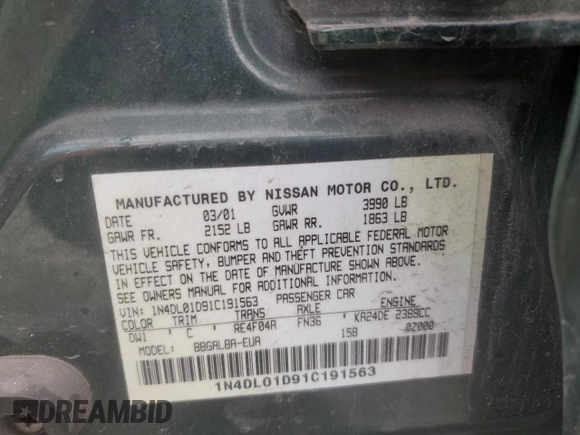 MANUFACTURED BY NISSAN MOTOR CO., LTD.
DATE 03/01 GVWR 3990 LB
GAWR FR. 2152 LB GAWR RR. 1863 LB
THIS VEHICLE CONFORMS TO ALL APPLICABLE FEDERAL MOTOR
VEHICLE SAFETY, BUMPER AND THEFT PREVENTION STANDARDS
IN EFFECT ON THE DATE OF MANUFACTURE SHOWN ABOVE.
SEE OWNERS MANUAL FOR ADDITIONAL INFORMATION.
VIN: 1N4DL01D91C191563 PASSENGER CAR
COLOR TRIM TRANS AXLE ENGINE
DW1 C RE4F04A FN36 KA24DE 2389CC
MODEL: BBGALBA-EUA 158 02000
1N4DL01D91C191563
DREAMBID